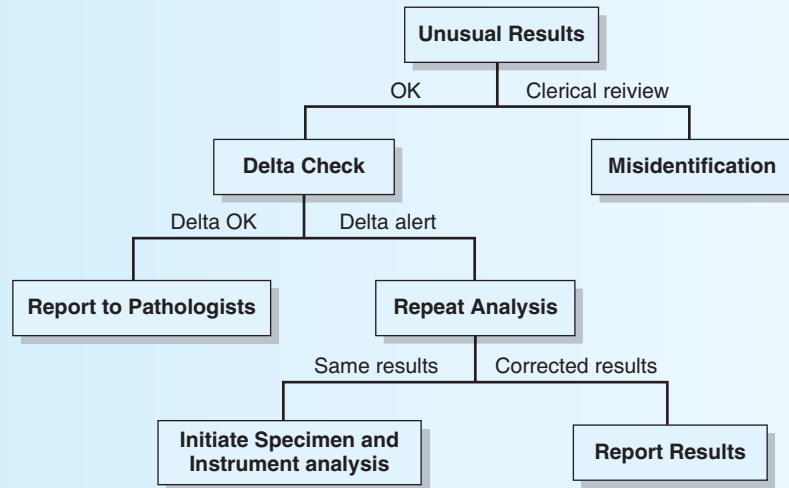 Unusual Results
OK
Clerical reiview
Delta Check
Misidentification
Delta OK
Delta alert
Report to Pathologists
Repeat Analysis
Same results
Corrected results
Initiate Specimen and
Instrument analysis
Report Results